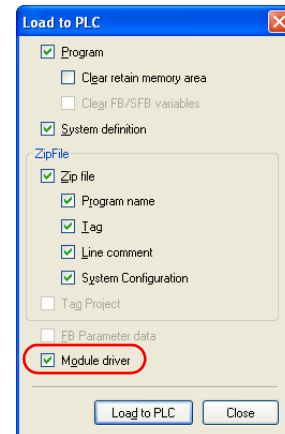 Load to PLC
Program
Clear retain memory area
Clear FB/SFB variables
System definition
ZipFile
Zip file
Program name
Tag
Line comment
System Configuration
Tag Project
FB Parameter data
Module driver
Load to PLC Close